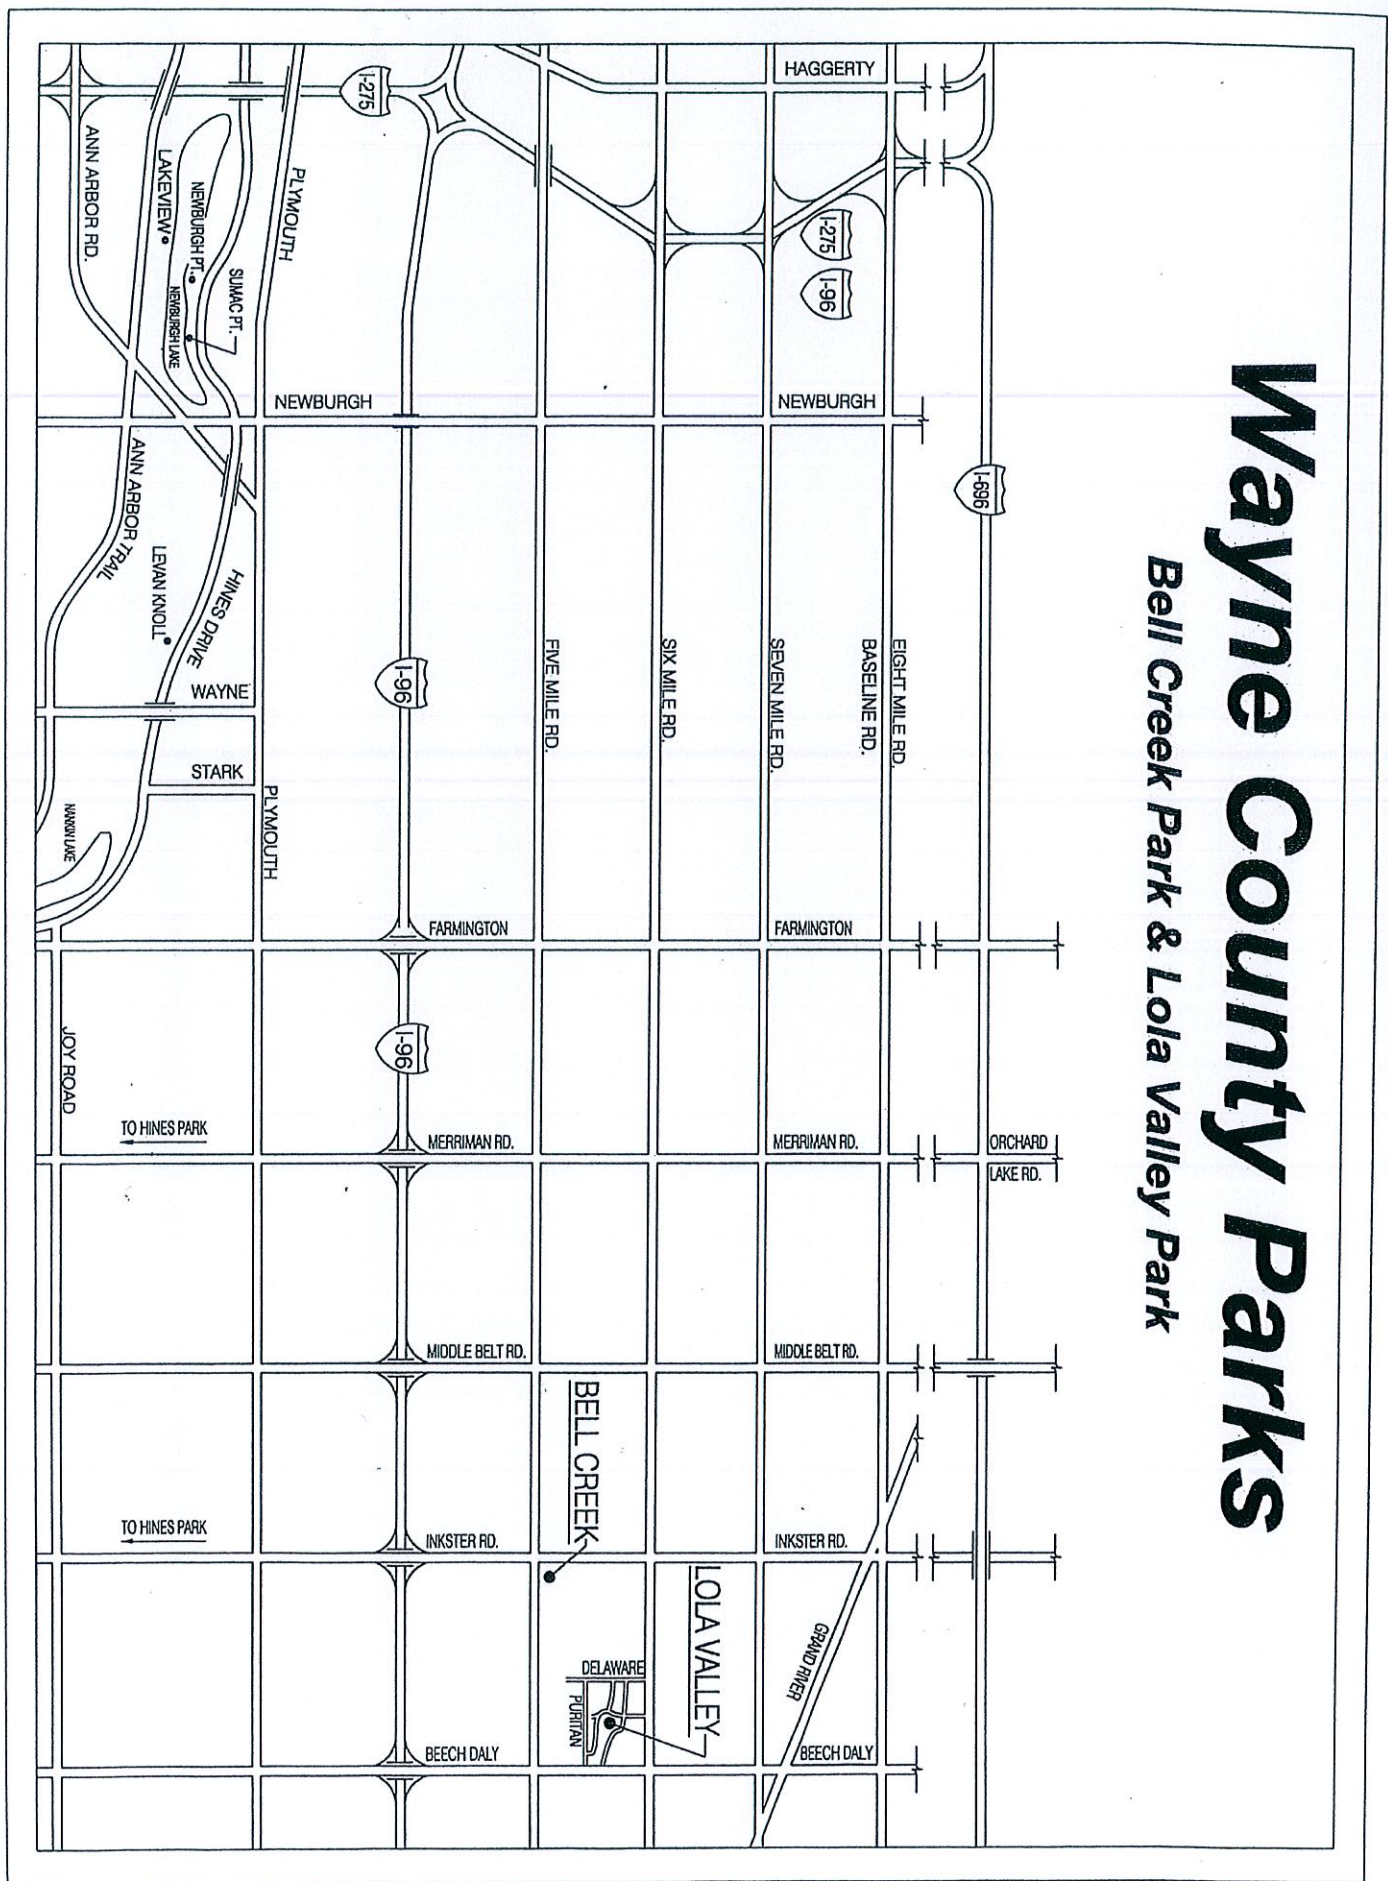 Wayne County Parks
Bell Creek Park & Lola Valley Park
I-696
ORCHARD
LAKE RD.
HAGGERTY
I-275
I-96
EIGHT MILE RD.
BASELINE RD.
NEWBURGH
SEVEN MILE RD.
FARMINGTON
MERRIMAN RD.
MIDDLE BELT RD.
INKSTER RD.
GRAND RIVER
BEECH DALY
SIX MILE RD.
LOLA VALLEY
DELAWARE
PURITAN
BELL CREEK
FIVE MILE RD.
I-275
I-96
I-96
FARMINGTON
MERRIMAN RD.
MIDDLE BELT RD.
INKSTER RD.
BEECH DALY
PLYMOUTH
NEWBURGH
PLYMOUTH
SUMAC PT.
NEWBURGH PT.
NEWBURGH LAKE
LAKEVIEW
HINES DRIVE
WAYNE
STARK
LEVAN KNOLL
ANN ARBOR RD.
ANN ARBOR TRAIL
NANKIN LAKE
JOY ROAD
TO HINES PARK
TO HINES PARK